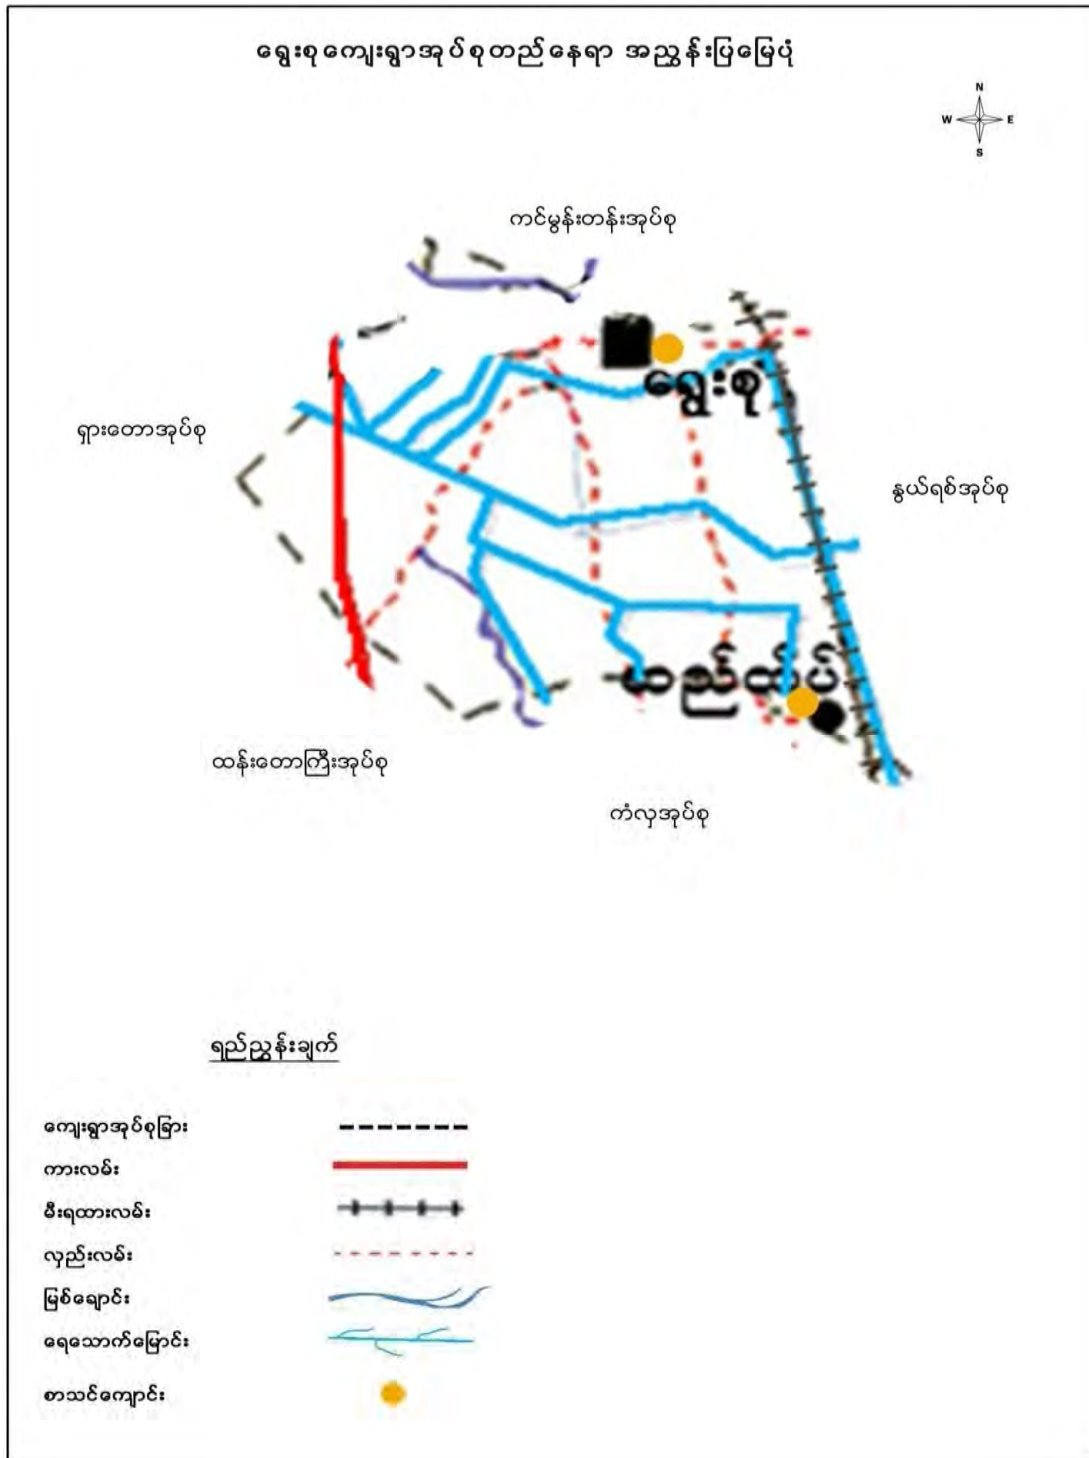 ရွှေးစုကျေးရွာအုပ်စုတည်နေရာ အညွှန်းပြမြေပုံ
N
W E
S
ကင်မွန်းတန်းအုပ်စု
ရွှေးစု
ရှားတောအုပ်စု
နွယ်ရစ်အုပ်စု
ထန်းတောကြီးအုပ်စု
ကံလှအုပ်စု
ရည်ညွှန်းချက်
ကျေးရွာအုပ်စုခြား
ကားလမ်း
မီးရထားလမ်း
လှည်းလမ်း
မြစ်ချောင်း
ရေသောက်မြောင်း
စာသင်ကျောင်း